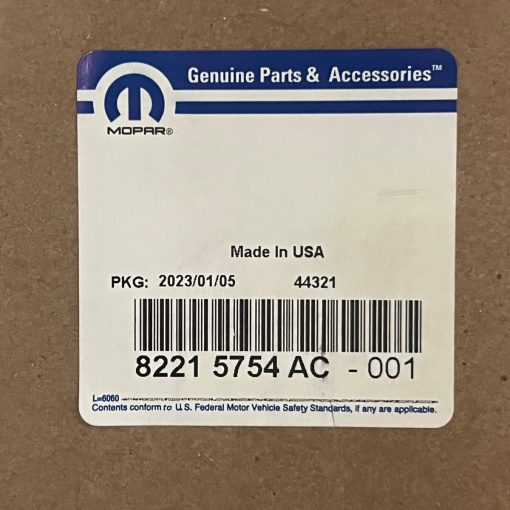 Genuine Parts & Accessories™
MOPAR®
Made In USA
PKG: 2023/01/05 44321
8221 5754 AC - 001
L=6060
Contents conform to U.S. Federal Motor Vehicle Safety Standards, if any are applicable.